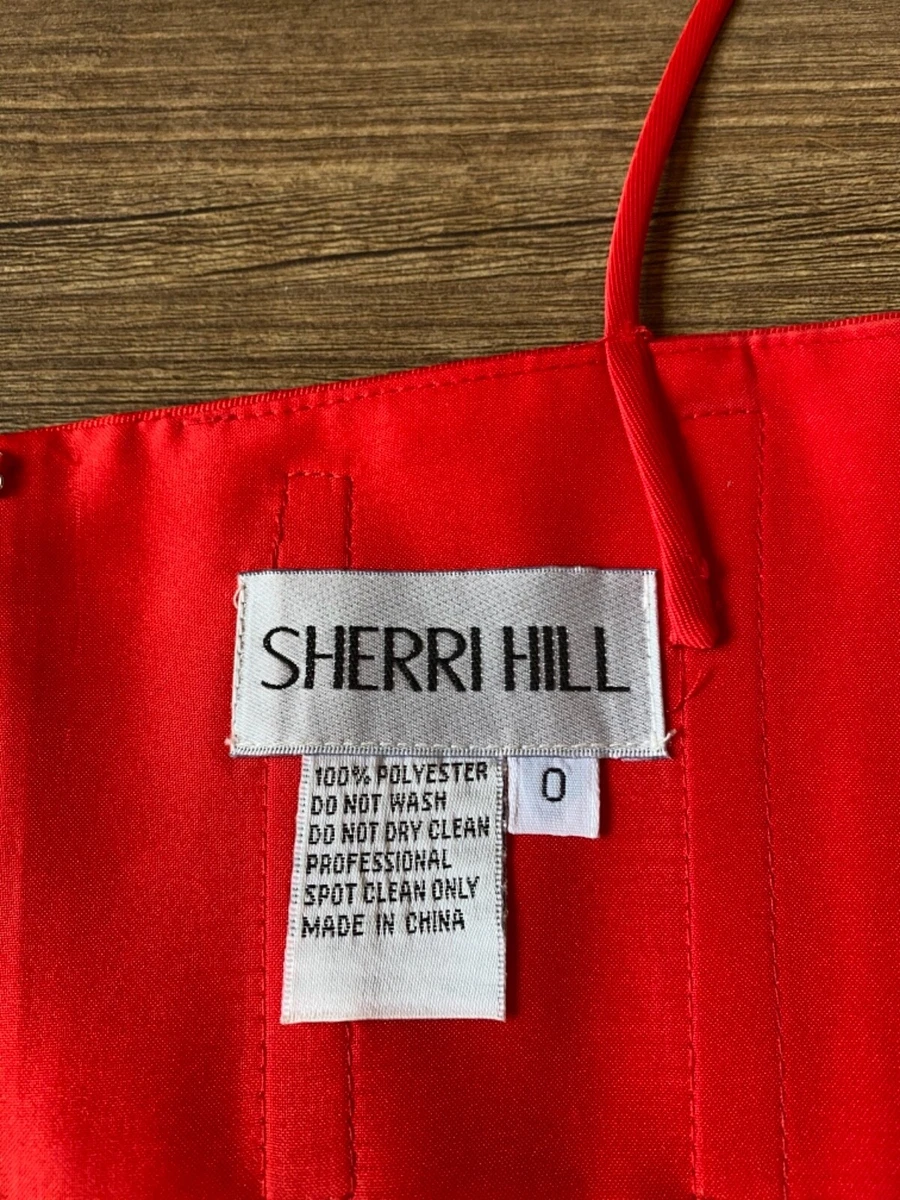 SHERRI HILL
100% POLYESTER
DO NOT WASH
DO NOT DRY CLEAN
PROFESSIONAL
SPOT CLEAN ONLY
MADE IN CHINA
0